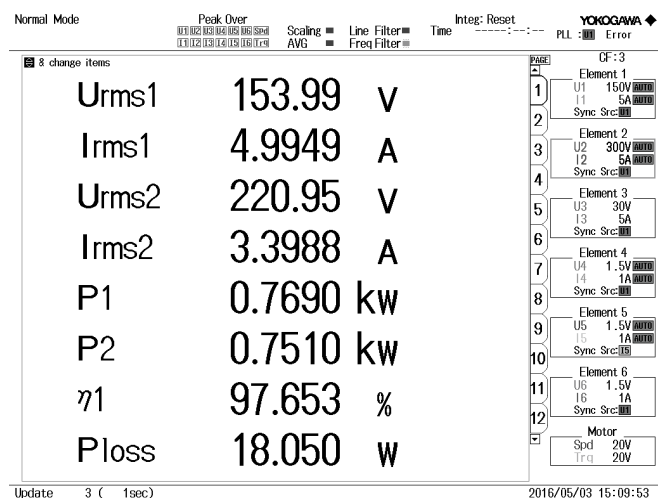 Normal Mode
Peak Over
U1 U2 U3 U4 U5 U6 Spd
I1 I2 I3 I4 I5 I6 Trq
Scaling
AVG
Line Filter
Freq Filter
Integ: Reset
Time -----:--:--
YOKOGAWA
PLL : U1 Error
8 change items
Urms1 153.99 V
Irms1 4.9949 A
Urms2 220.95 V
Irms2 3.3988 A
P1 0.7690 kW
P2 0.7510 kW
η1 97.653 %
Ploss 18.050 W
PAGE
1
2
3
4
5
6
7
8
9
10
11
12
CF:3
Element 1
U1 150V AUTO
I1 5A AUTO
Sync Src: U1
Element 2
U2 300V AUTO
I2 5A AUTO
Sync Src: U1
Element 3
U3 30V
I3 5A
Sync Src: U1
Element 4
U4 1.5V AUTO
I4 1A AUTO
Sync Src: U1
Element 5
U5 1.5V AUTO
I5 1A AUTO
Sync Src: I5
Element 6
U6 1.5V
I6 1A
Sync Src: U1
Motor
Spd 20V
Trq 20V
Update 3 ( 1sec)
2016/05/03 15:09:53